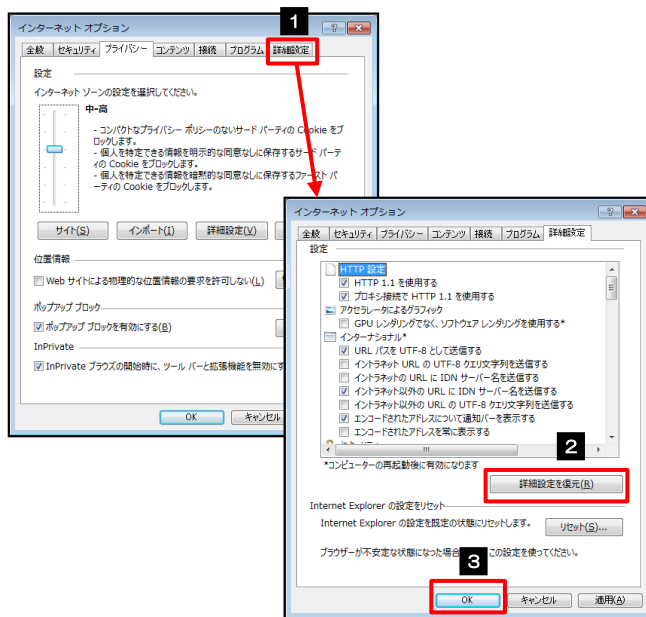 1
インターネット オプション
全般 セキュリティ プライバシー コンテンツ 接続 プログラム 詳細設定
設定
インターネット ゾーンの設定を選択してください。
中-高
- コンパクトなプライバシー ポリシーのないサード パーティの Cookie をブ
ロックします。
- 個人を特定できる情報を明示的な同意なしに保存するサード パーテ
ィの Cookie をブロックします。
- 個人を特定できる情報を暗黙的な同意なしに保存するファースト パ
ーティの Cookie をブロックします。
サイト(S) インポート(I) 詳細設定(V)
位置情報
Web サイトによる物理的な位置情報の要求を許可しない(L)
ポップアップ ブロック
ポップアップ ブロックを有効にする(B)
InPrivate
InPrivate ブラウズの開始時に、ツール バーと拡張機能を無効にす
OK キャンセル
インターネット オプション
全般 セキュリティ プライバシー コンテンツ 接続 プログラム 詳細設定
設定
HTTP 設定
HTTP 1.1 を使用する
プロキシ接続で HTTP 1.1 を使用する
アクセラレータによるグラフィック
GPU レンダリングでなく、ソフトウェア レンダリングを使用する*
インターナショナル*
URL パスを UTF-8 として送信する
イントラネット URL の UTF-8 クエリ文字列を送信する
イントラネットの URL に IDN サーバー名を送信する
イントラネット以外の URL に IDN サーバー名を送信する
イントラネット以外の URL の UTF-8 クエリ文字列を送信する
エンコードされたアドレスについて通知バーを表示する
エンコードされたアドレスを常に表示する
*コンピューターの再起動後に有効になります
2
詳細設定を復元(R)
Internet Explorer の設定をリセット
Internet Explorer の設定を既定の状態にリセットします。 リセット(S)...
ブラウザーが不安定な状態になった場合 この設定を使ってください。
3
OK キャンセル 適用(A)